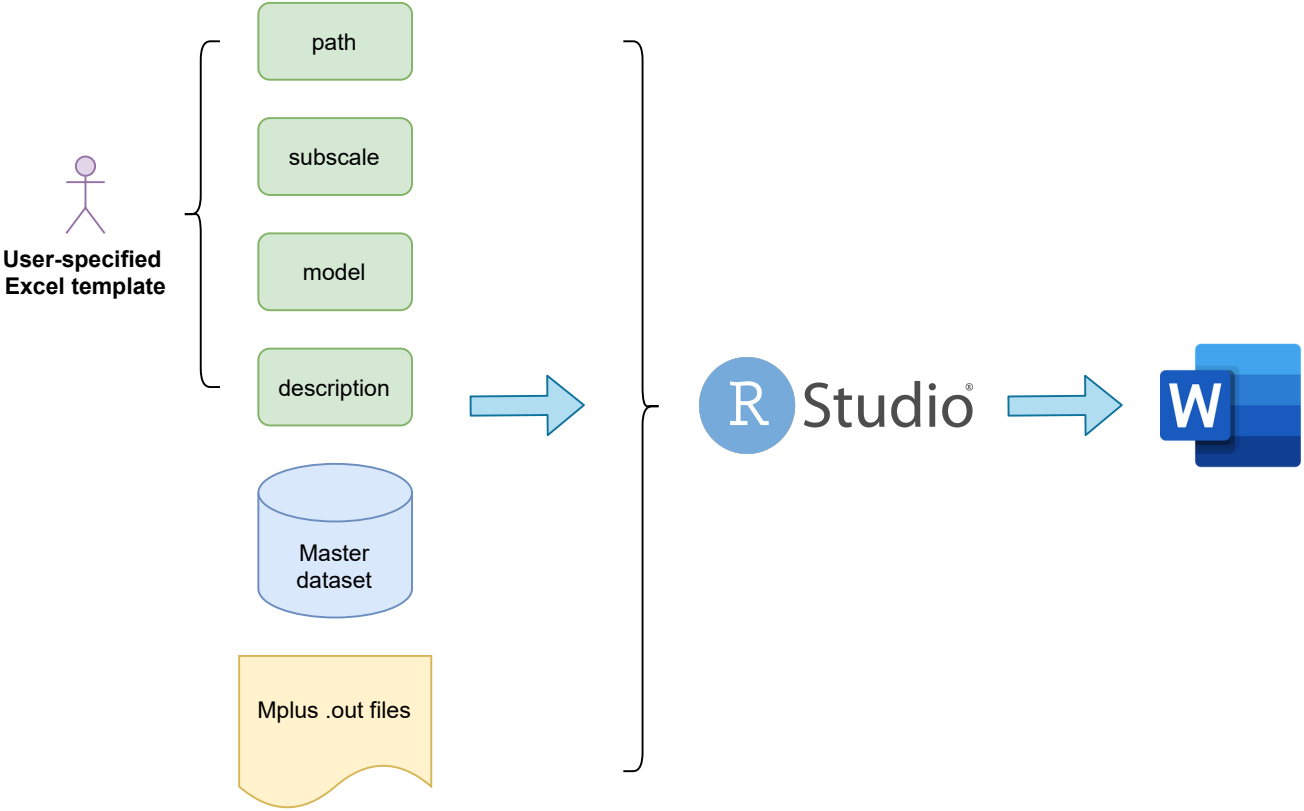 path
subscale
User-specified
Excel template
model
description
R Studio®
W
Master
dataset
Mplus .out files